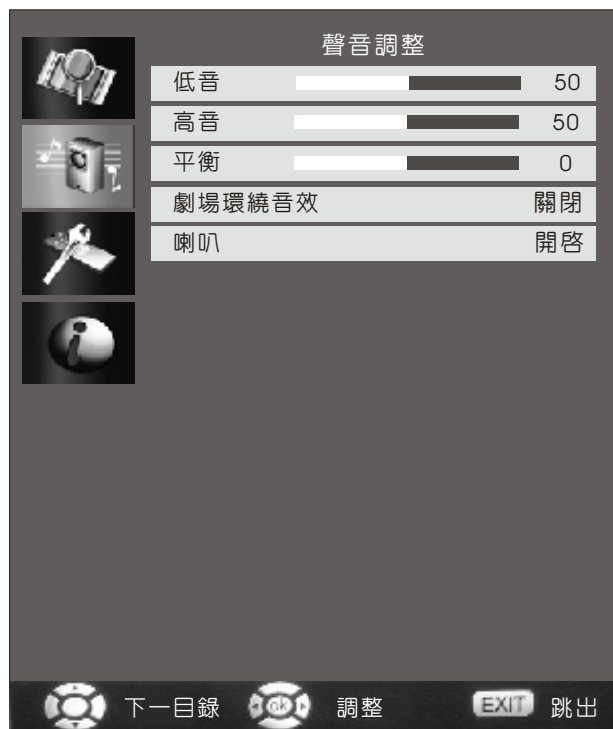 聲音調整
低音 50
高音 50
平衡 0
劇場環繞音效 關閉
喇叭 開啓
下一目錄 ok 調整 EXIT 跳出